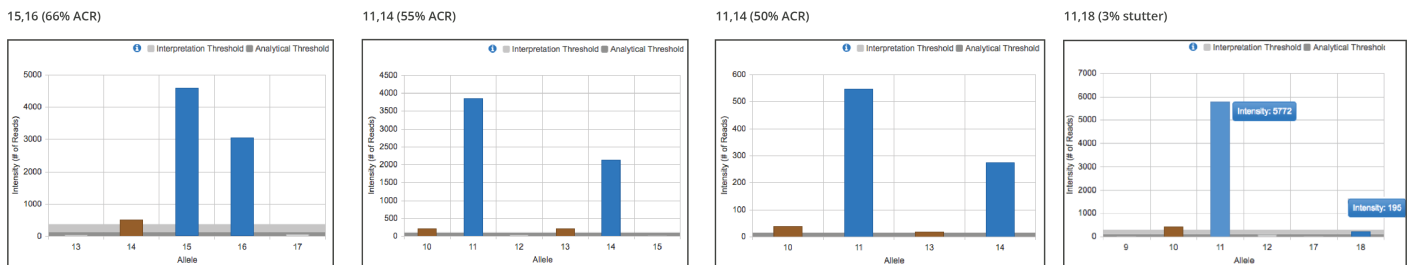 15,16 (66% ACR)
Interpretation Threshold Analytical Threshold
Intensity (# of Reads)
5000
4000
3000
2000
1000
0
13 14 15 16 17
Allele
11,14 (55% ACR)
Interpretation Threshold Analytical Threshold
Intensity (# of Reads)
4500
4000
3500
3000
2500
2000
1500
1000
500
0
10 11 12 13 14 15
Allele
11,14 (50% ACR)
Interpretation Threshold Analytical Threshold
Intensity (# of Reads)
600
500
400
300
200
100
0
10 11 13 14
Allele
11,18 (3% stutter)
Interpretation Threshold Analytical Threshold
Intensity (# of Reads)
7000
6000
5000
4000
3000
2000
1000
0
Intensity: 5772
Intensity: 195
9 10 11 12 17 18
Allele